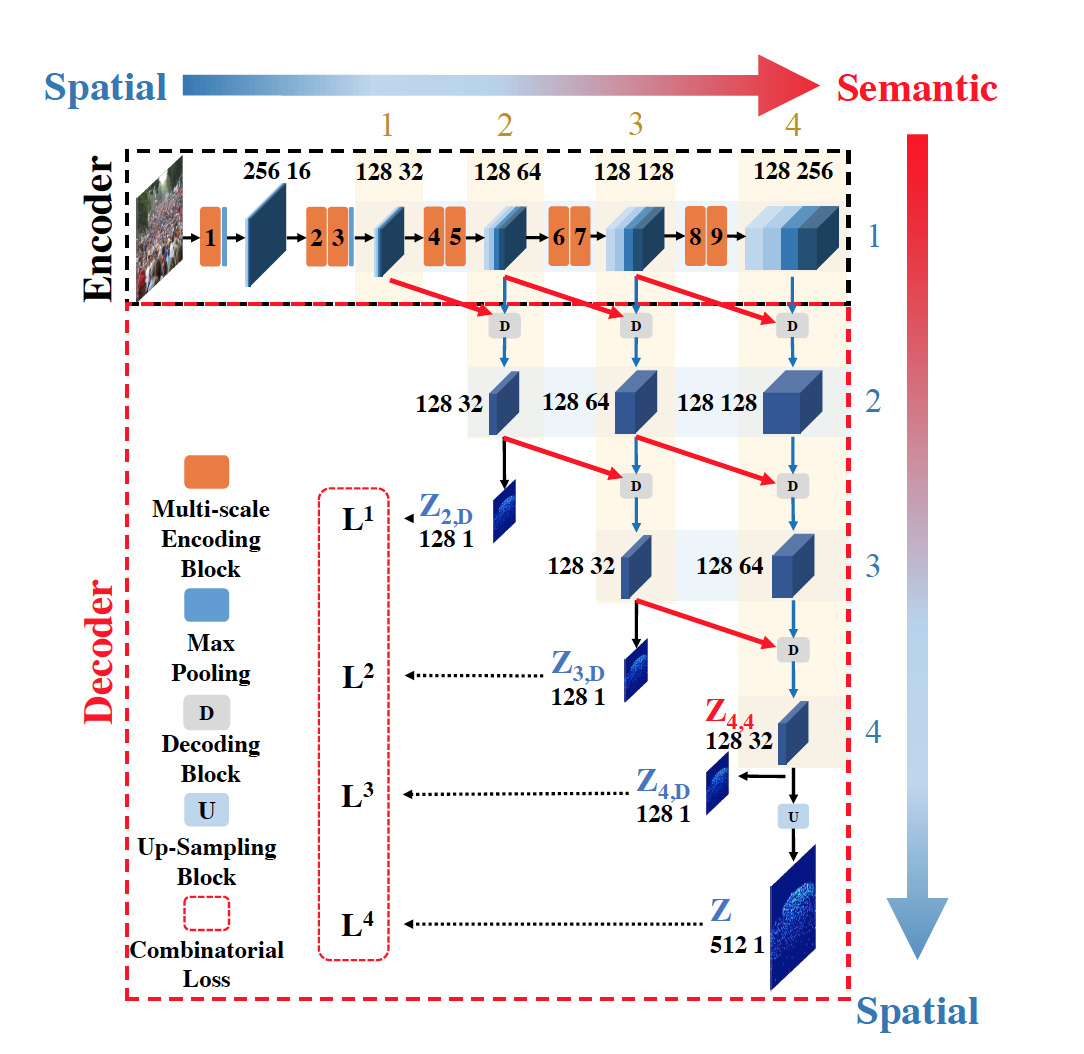 Spatial
Semantic
1 2 3 4
Encoder
256 16
128 32
128 64
128 128
128 256
1 2 3 4 5 6 7 8 9
1
D D D
128 32
128 64
128 128
2
D D
Multi-scale
Encoding
Block
Max
Pooling
D
Decoding
Block
U
Up-Sampling
Block
Combinatorial
Loss
Decoder
L¹
Z₂,D
128 1
128 32
128 64
3
D
L²
Z₃,D
128 1
Z₄,₄
128 32
4
L³
Z₄,D
128 1
U
L⁴
Z
512 1
Spatial